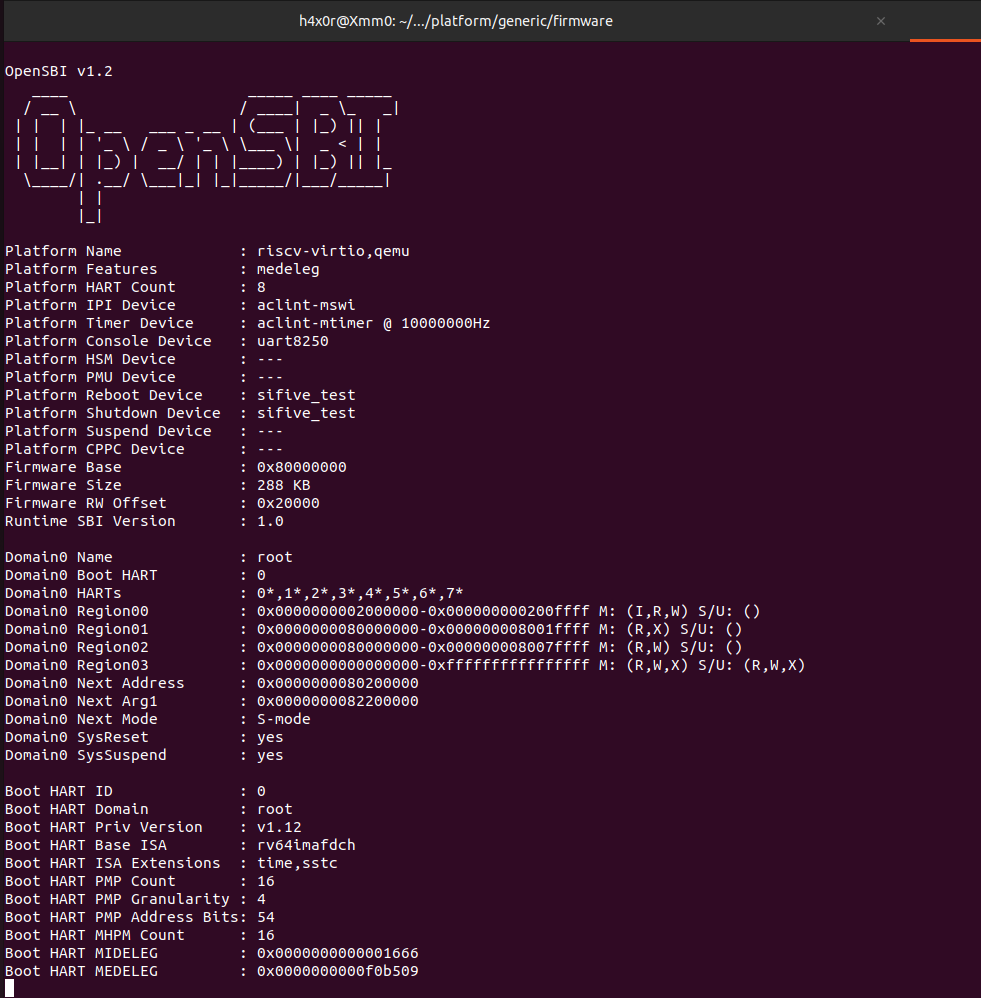 h4x0r@Xmm0: ~/.../platform/generic/firmware
×
OpenSBI v1.2
   ____                    _____ ____ _____
  / __ \                  / ____|  _ \_   _|
 | |  | |_ __   ___ _ __ | (___ | |_) || |
 | |  | | '_ \ / _ \ '_ \ \___ \|  _ < | |
 | |__| | |_) |  __/ | | |____) | |_) || |_
  \____/| .__/ \___|_| |_|_____/|___/_____|
        | |
        |_|
Platform Name             : riscv-virtio,qemu
Platform Features         : medeleg
Platform HART Count       : 8
Platform IPI Device       : aclint-mswi
Platform Timer Device     : aclint-mtimer @ 10000000Hz
Platform Console Device   : uart8250
Platform HSM Device       : ---
Platform PMU Device       : ---
Platform Reboot Device    : sifive_test
Platform Shutdown Device  : sifive_test
Platform Suspend Device   : ---
Platform CPPC Device      : ---
Firmware Base             : 0x80000000
Firmware Size             : 288 KB
Firmware RW Offset        : 0x20000
Runtime SBI Version       : 1.0
Domain0 Name              : root
Domain0 Boot HART         : 0
Domain0 HARTs             : 0*,1*,2*,3*,4*,5*,6*,7*
Domain0 Region00          : 0x0000000002000000-0x000000000200ffff M: (I,R,W) S/U: ()
Domain0 Region01          : 0x0000000080000000-0x000000008001ffff M: (R,X) S/U: ()
Domain0 Region02          : 0x0000000080000000-0x000000008007ffff M: (R,W) S/U: ()
Domain0 Region03          : 0x0000000000000000-0xffffffffffffffff M: (R,W,X) S/U: (R,W,X)
Domain0 Next Address      : 0x0000000080200000
Domain0 Next Arg1         : 0x0000000082200000
Domain0 Next Mode         : S-mode
Domain0 SysReset          : yes
Domain0 SysSuspend        : yes
Boot HART ID              : 0
Boot HART Domain          : root
Boot HART Priv Version    : v1.12
Boot HART Base ISA        : rv64imafdch
Boot HART ISA Extensions  : time,sstc
Boot HART PMP Count       : 16
Boot HART PMP Granularity : 4
Boot HART PMP Address Bits: 54
Boot HART MHPM Count      : 16
Boot HART MIDELEG         : 0x0000000000001666
Boot HART MEDELEG         : 0x0000000000f0b509